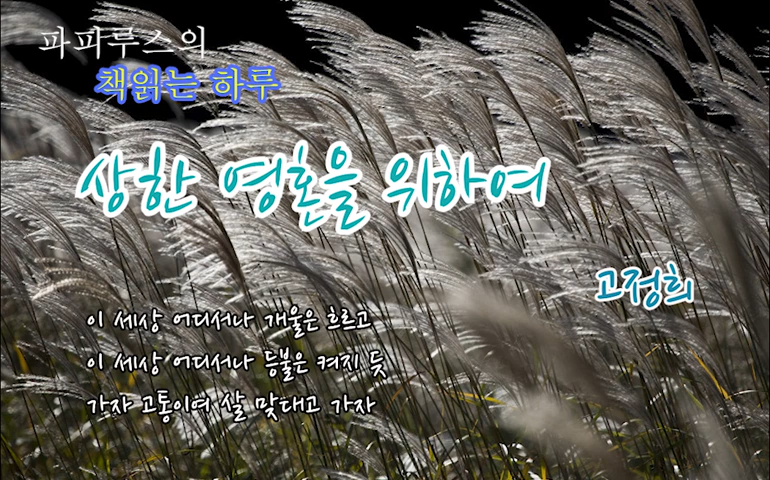 파피루스의
책읽는 하루
상한 영혼을 위하여
고정희
이 세상 어디서나 개울은 흐르고
이 세상 어디서나 등불은 켜지 듯
가자 고통이여 살 맞대고 가자